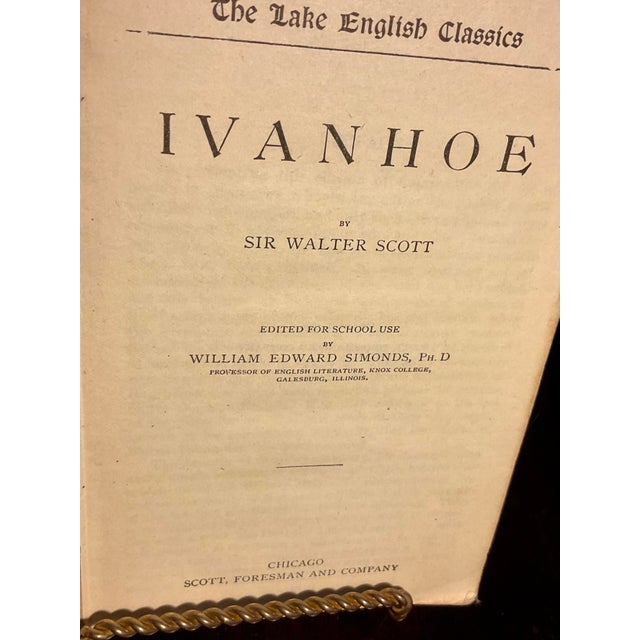 The Lake English Classics
IVANHOE
BY
SIR WALTER SCOTT
EDITED FOR SCHOOL USE
BY
WILLIAM EDWARD SIMONDS, PH.D
PROFESSOR OF ENGLISH LITERATURE, KNOX COLLEGE,
GALESBURG, ILLINOIS.
CHICAGO
SCOTT, FORESMAN AND COMPANY